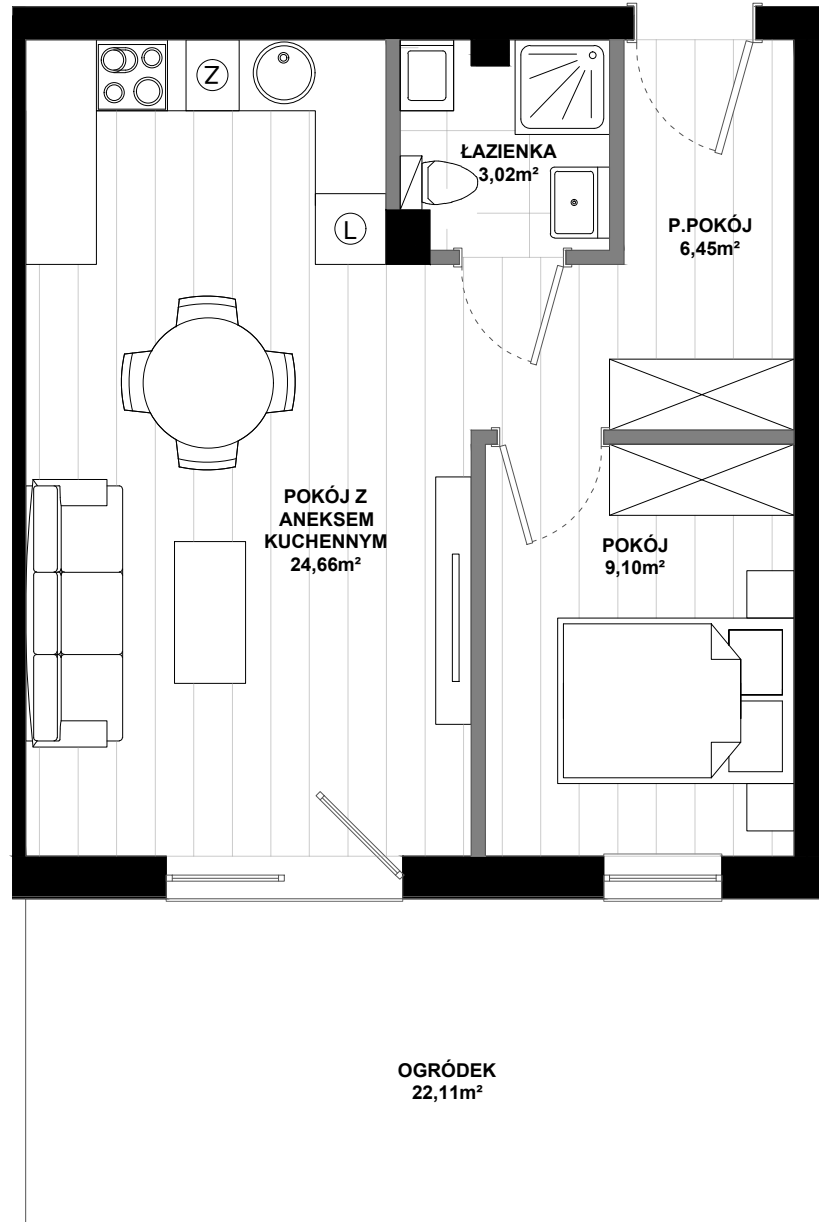 Z
ŁAZIENKA
3,02m²
L
P.POKÓJ
6,45m²
POKÓJ Z
ANEKSEM
KUCHENNYM
24,66m²
POKÓJ
9,10m²
OGRÓDEK
22,11m²